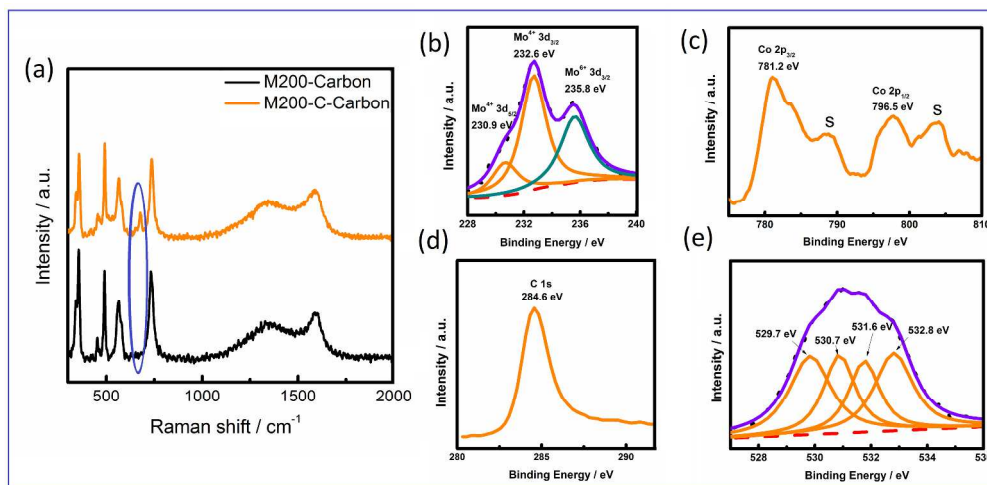 (a)
M200-Carbon
M200-C-Carbon
Intensity / a.u.
500 1000 1500 2000
Raman shift / cm⁻¹
(b)
Mo⁴⁺ 3d₃/₂
232.6 eV
Mo⁶⁺ 3d₃/₂
235.8 eV
Mo⁴⁺ 3d₅/₂
230.9 eV
Intensity / a.u.
228 230 232 234 236 238 240
Binding Energy / eV
(c)
Co 2p₃/₂
781.2 eV
Co 2p₁/₂
796.5 eV
S
S
Intensity / a.u.
780 790 800 810
Binding Energy / eV
(d)
C 1s
284.6 eV
Intensity / a.u.
280 285 290
Binding Energy / eV
(e)
529.7 eV
530.7 eV
531.6 eV
532.8 eV
Intensity / a.u.
528 530 532 534
Binding Energy / eV